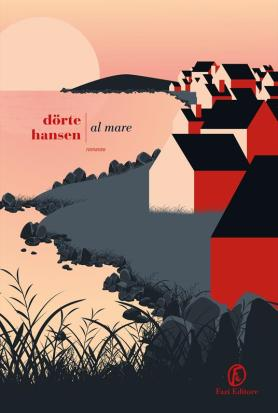 dörte
hansen
al mare
romanzo
Fazi Editore